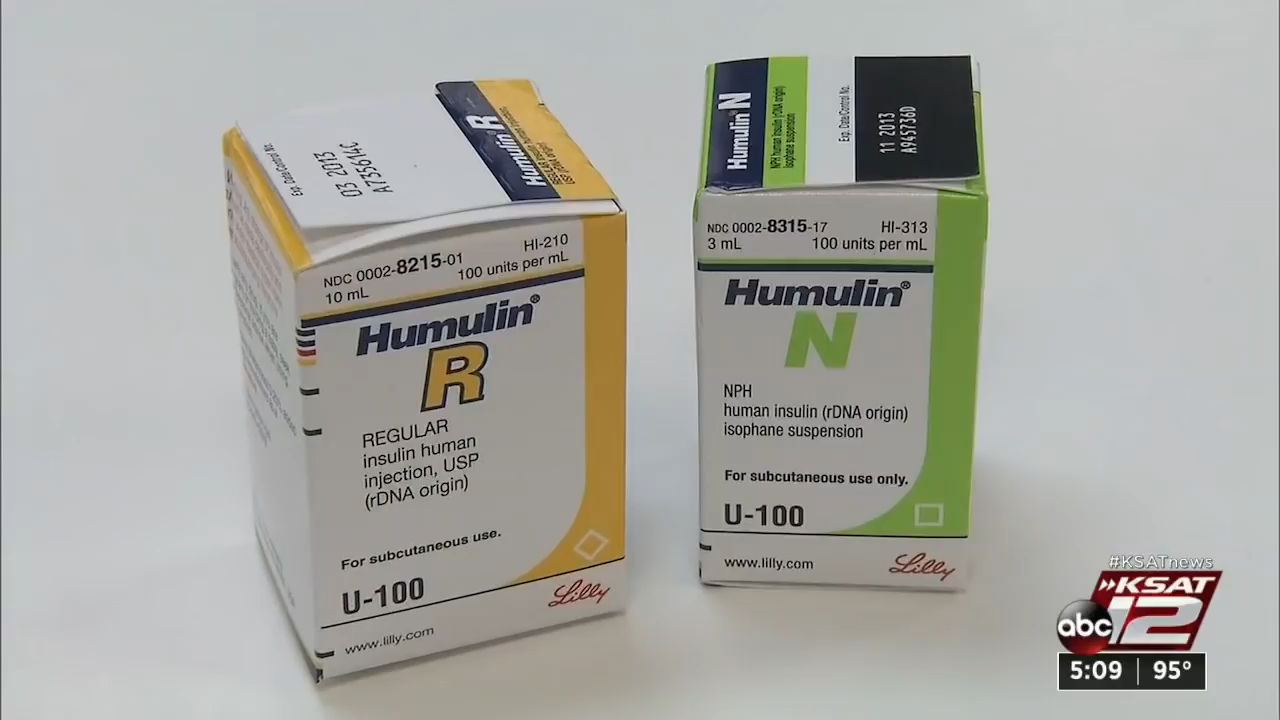 Exp. Date/Control No.
03 2013
A735614C
Humulin® R
NDC 0002-8215-01
HI-210
10 mL
100 units per mL
Humulin®
R
REGULAR
insulin human
injection, USP
(rDNA origin)
For subcutaneous use.
U-100
Lilly
www.lilly.com
Humulin® N
NPH human insulin (rDNA origin)
isophane suspension
Exp. Date/Control No.
11 2013
A945736D
NDC 0002-8315-17
HI-313
3 mL
100 units per mL
Humulin®
N
NPH
human insulin (rDNA origin)
isophane suspension
For subcutaneous use only.
U-100
www.lilly.com
Lilly
#KSATnews
KSAT
abc 12
5:09 95°